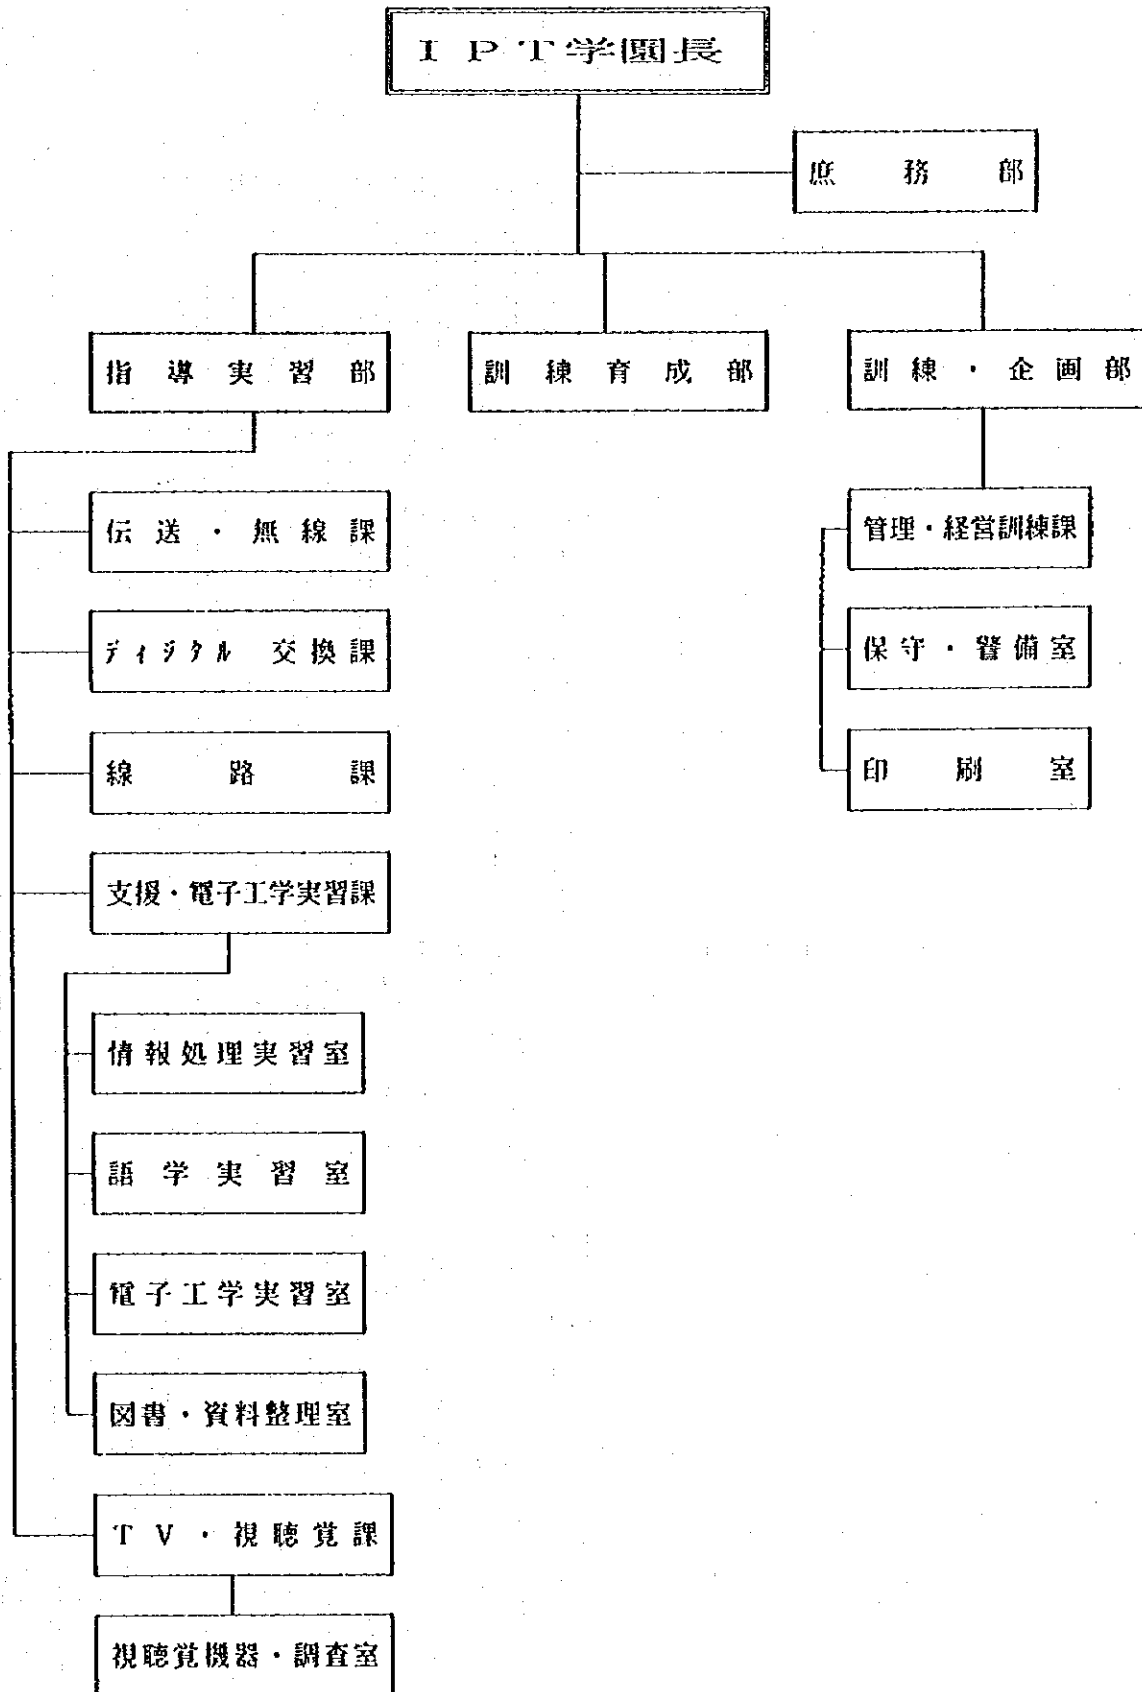 IPT学園長
庶務部
指導実習部
訓練育成部
訓練・企画部
伝送・無線課
管理・経営訓練課
ディジタル 交換課
保守・警備室
線路課
印刷室
支援・電子工学実習課
情報処理実習室
語学実習室
電子工学実習室
図書・資料整理室
TV・視聴覚課
視聴覚機器・調査室